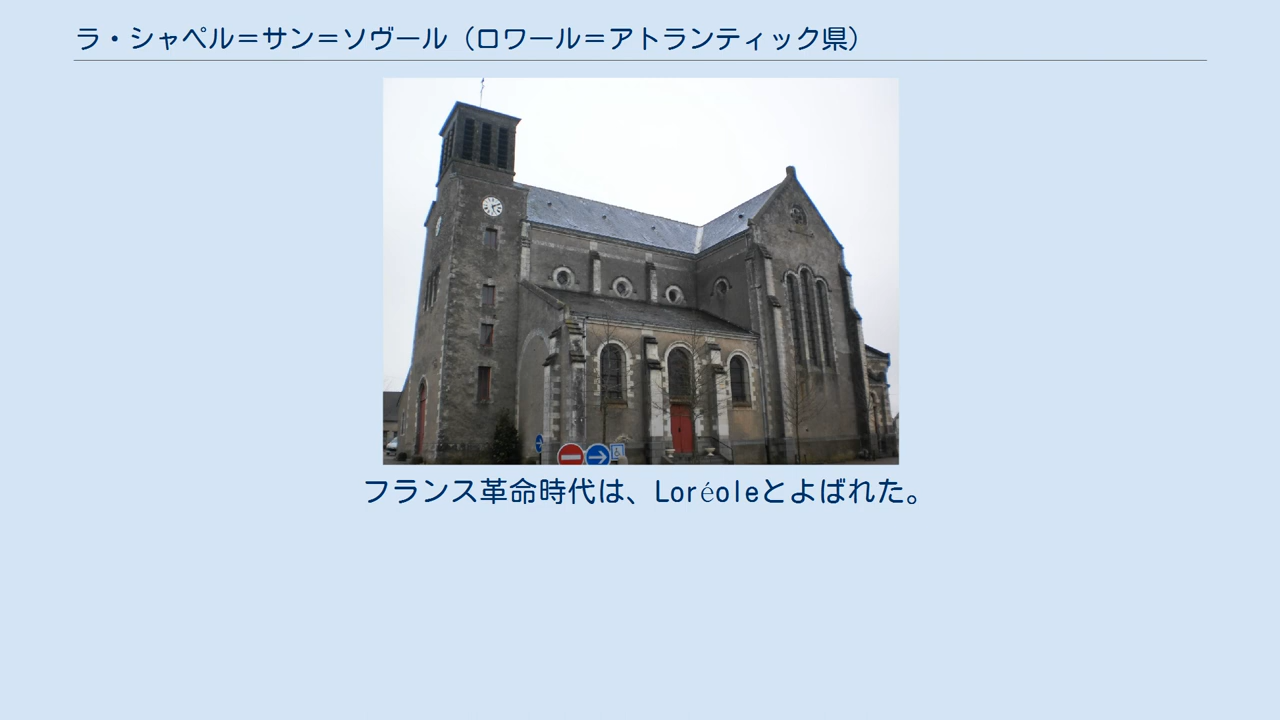 ラ・シャペル＝サン＝ソヴール（ロワール＝アトランティック県）
フランス革命時代は、Loréoleとよばれた。